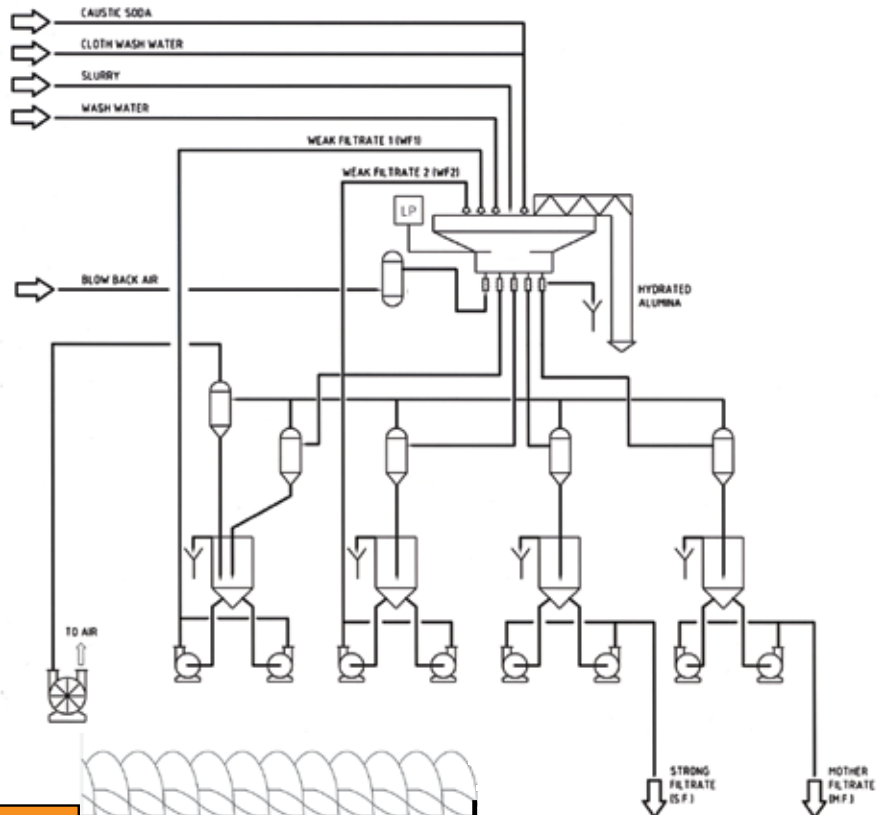 CAUSTIC SODA
CLOTH WASH WATER
SLURRY
WASH WATER
WEAK FILTRATE 1 (WF1)
WEAK FILTRATE 2 (WF2)
LP
BLOW BACK AIR
HYDRATED
ALUMINA
TO AIR
STRONG
FILTRATE
(S.F)
MOTHER
FILTRATE
(M.F)